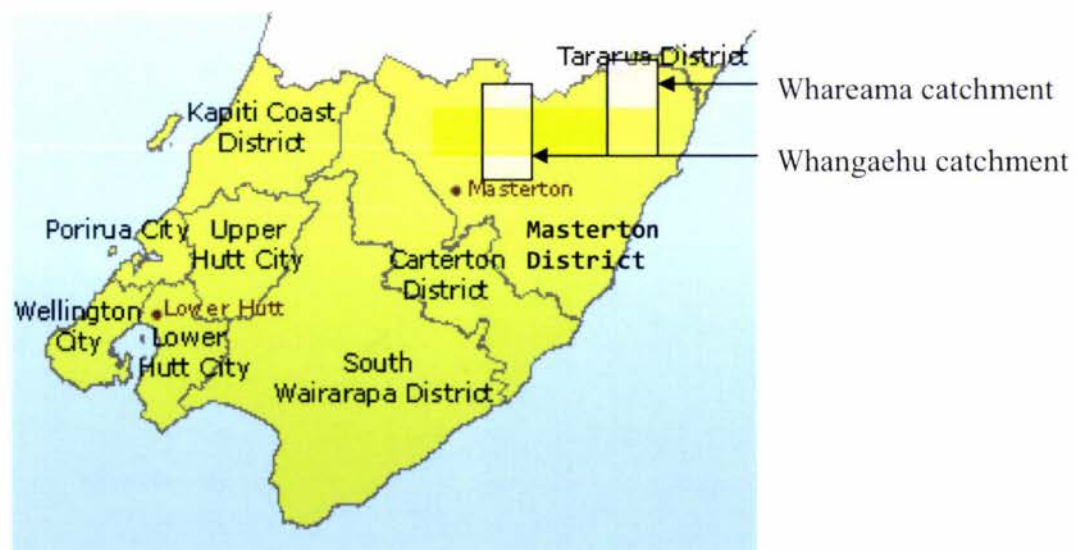 Tararua District
Whareama catchment
Kapiti Coast
District
Whangaehu catchment
Masterton
Porirua City
Upper
Hutt City
Masterton
District
Carterton
District
Wellington
City
Lower Hutt
Lower
Hutt City
South
Wairarapa District